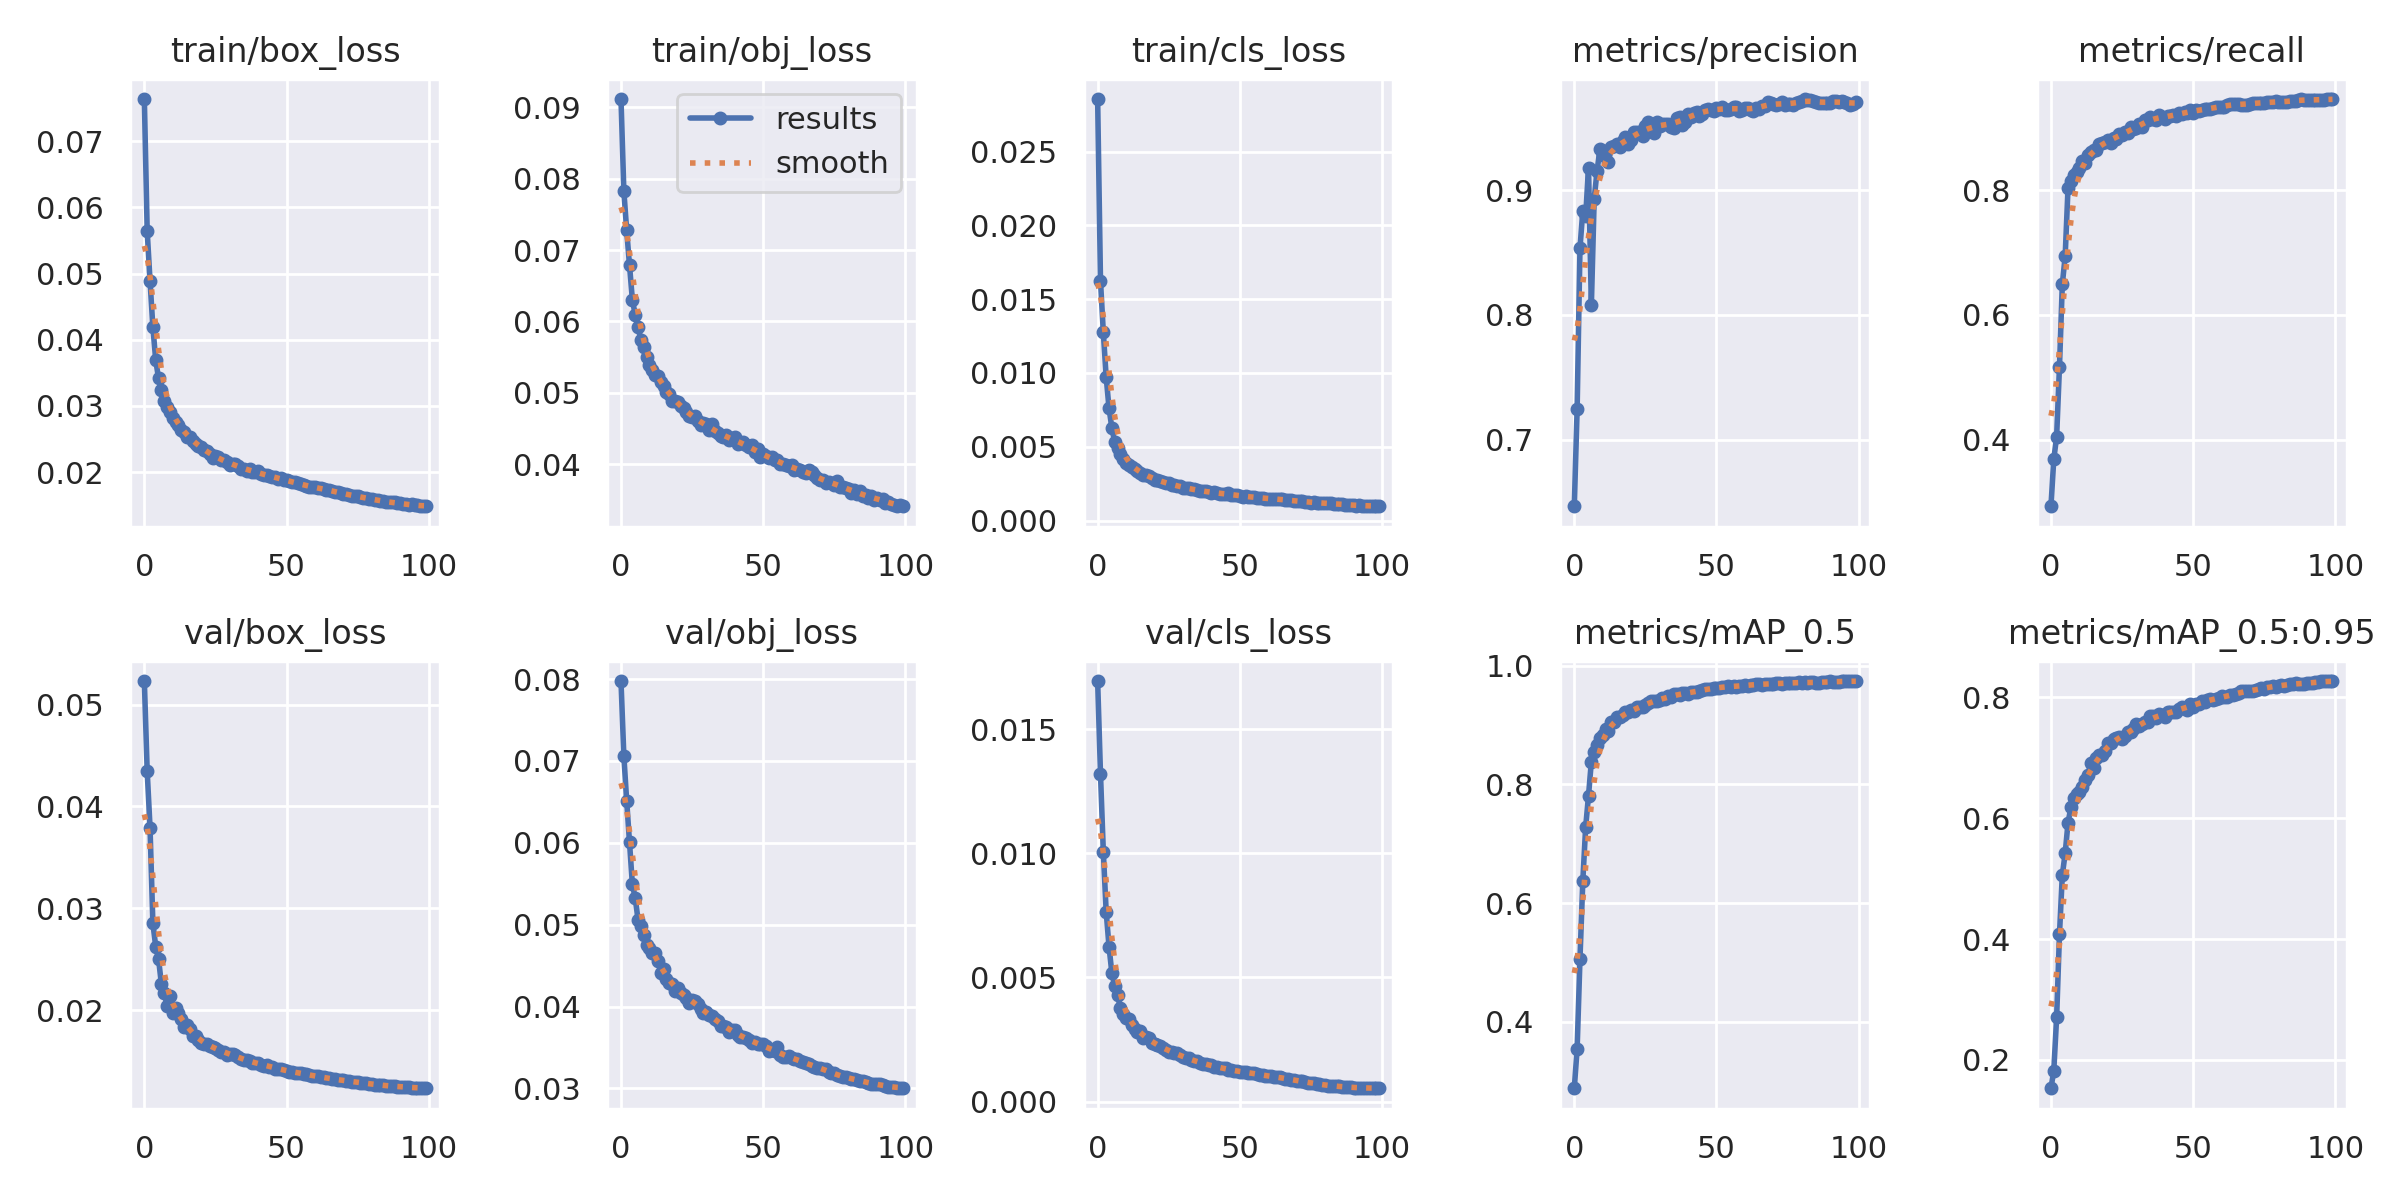 train/box_loss
0.07
0.06
0.05
0.04
0.03
0.02
0 50 100
train/obj_loss
results
smooth
0.09
0.08
0.07
0.06
0.05
0.04
0 50 100
train/cls_loss
0.025
0.020
0.015
0.010
0.005
0.000
0 50 100
metrics/precision
0.9
0.8
0.7
0 50 100
metrics/recall
0.8
0.6
0.4
0 50 100
val/box_loss
0.05
0.04
0.03
0.02
0 50 100
val/obj_loss
0.08
0.07
0.06
0.05
0.04
0.03
0 50 100
val/cls_loss
0.015
0.010
0.005
0.000
0 50 100
metrics/mAP_0.5
1.0
0.8
0.6
0.4
0 50 100
metrics/mAP_0.5:0.95
0.8
0.6
0.4
0.2
0 50 100